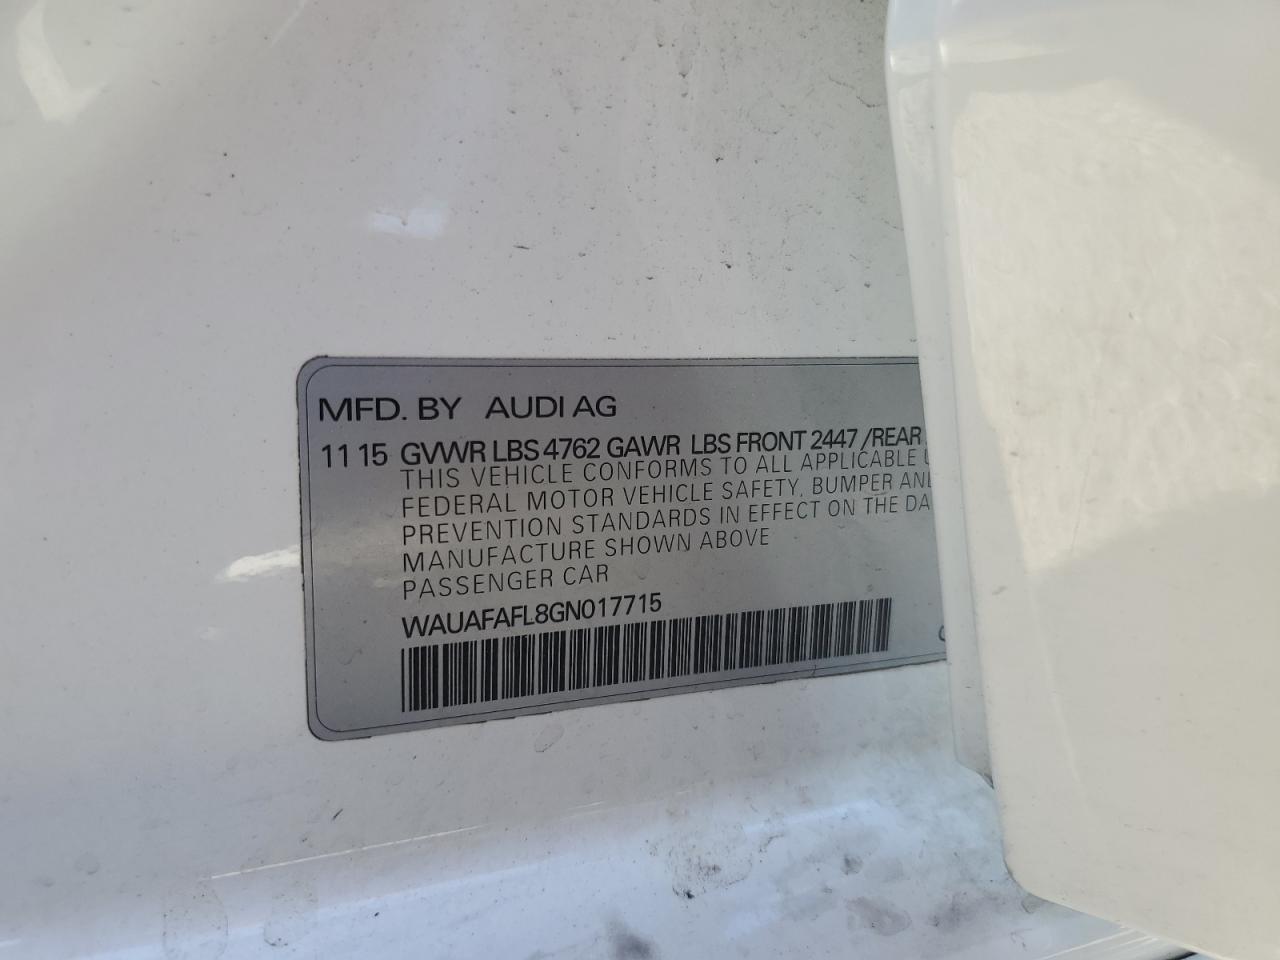 MFD. BY AUDI AG
11 15 GVWR LBS 4762 GAWR LBS FRONT 2447 /REAR
THIS VEHICLE CONFORMS TO ALL APPLICABLE
FEDERAL MOTOR VEHICLE SAFETY, BUMPER
PREVENTION STANDARDS IN EFFECT ON THE
MANUFACTURE SHOWN ABOVE
PASSENGER CAR
WAUAFAFL8GN017715